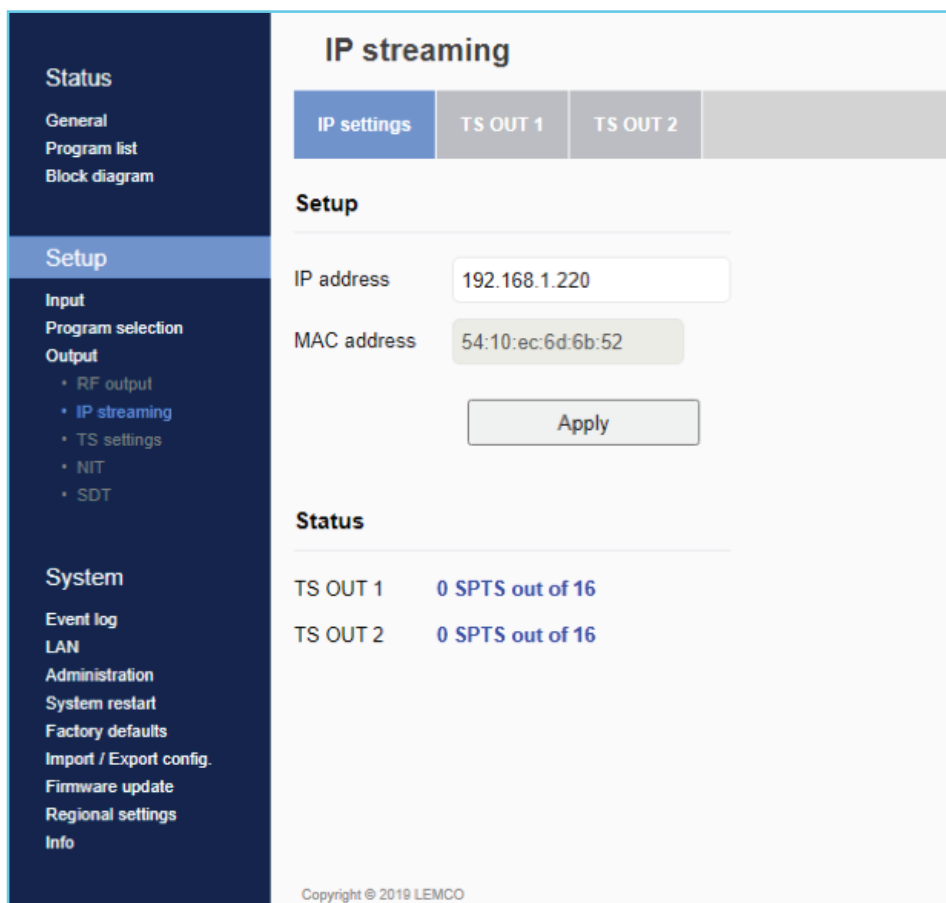 Status
General
Program list
Block diagram
Setup
Input
Program selection
Output
• RF output
• IP streaming
• TS settings
• NIT
• SDT
System
Event log
LAN
Administration
System restart
Factory defaults
Import / Export config.
Firmware update
Regional settings
Info
IP streaming
IP settings TS OUT 1 TS OUT 2
Setup
IP address 192.168.1.220
MAC address 54:10:ec:6d:6b:52
Apply
Status
TS OUT 1 0 SPTS out of 16
TS OUT 2 0 SPTS out of 16
Copyright © 2019 LEMCO